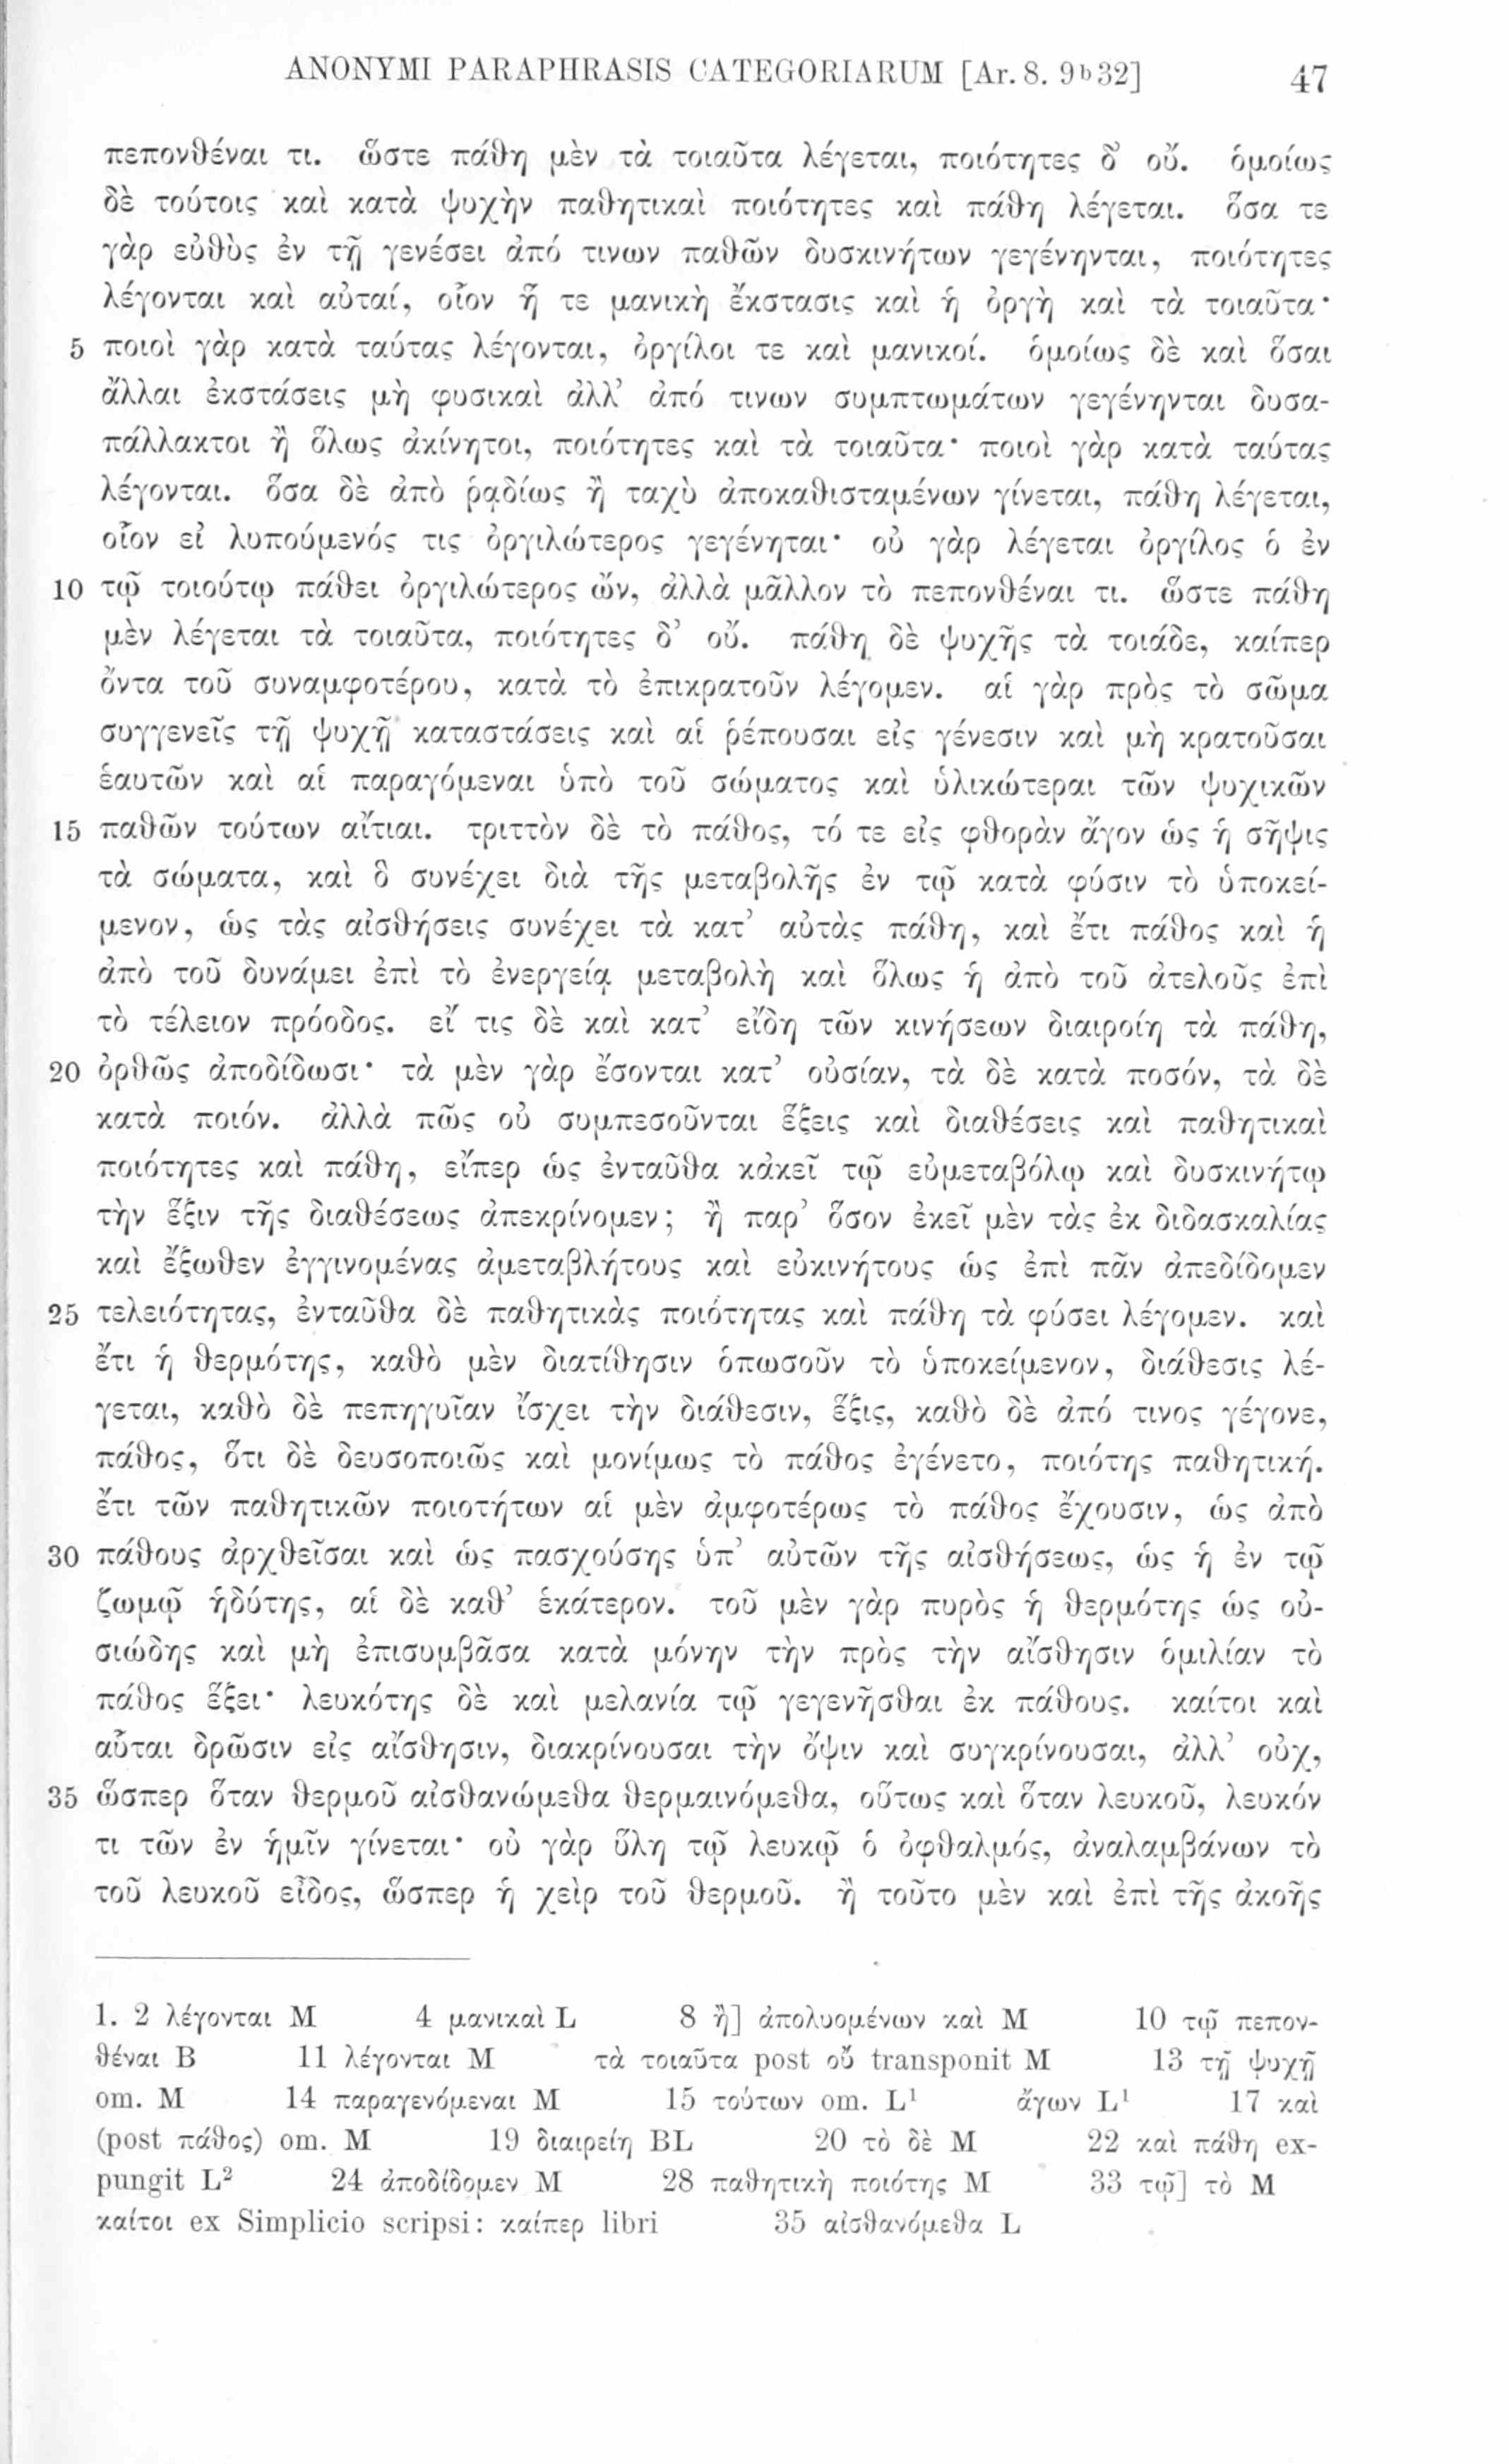 ANONYMI PARAPHRASIS CATEGORIARUM [Ar. 8. 9b32] 47
πεπονθέναι τι. ὥστε πάθη μὲν τὰ τοιαῦτα λέγεται, ποιότητες δ' οὔ. ὁμοίως
δὲ τούτοις καὶ κατὰ ψυχὴν παθητικαὶ ποιότητες καὶ πάθη λέγεται. ὅσα τε
γὰρ εὐθὺς ἐν τῇ γενέσει ἀπό τινων παθῶν δυσκινήτων γεγένηνται, ποιότητες
λέγονται καὶ αὐταί, οἷον ἥ τε μανικὴ ἔκστασις καὶ ἡ ὀργὴ καὶ τὰ τοιαῦτα·
5 ποιοὶ γὰρ κατὰ ταύτας λέγονται, ὀργίλοι τε καὶ μανικοί. ὁμοίως δὲ καὶ ὅσαι
ἄλλαι ἐκστάσεις μὴ φυσικαὶ ἀλλ' ἀπό τινων συμπτωμάτων γεγένηνται δυσα-
πάλλακτοι ἢ ὅλως ἀκίνητοι, ποιότητες καὶ τὰ τοιαῦτα· ποιοὶ γὰρ κατὰ ταύτας
λέγονται. ὅσα δὲ ἀπὸ ῥᾳδίως ἢ ταχὺ ἀποκαθισταμένων γίνεται, πάθη λέγεται,
οἷον εἰ λυπούμενός τις ὀργιλώτερος γεγένηται· οὐ γὰρ λέγεται ὀργίλος ὁ ἐν
10 τῷ τοιούτῳ πάθει ὀργιλώτερος ὤν, ἀλλὰ μᾶλλον τὸ πεπονθέναι τι. ὥστε πάθη
μὲν λέγεται τὰ τοιαῦτα, ποιότητες δ' οὔ. πάθη δὲ ψυχῆς τὰ τοιάδε, καίπερ
ὄντα τοῦ συναμφοτέρου, κατὰ τὸ ἐπικρατοῦν λέγομεν. αἱ γὰρ πρὸς τὸ σῶμα
συγγενεῖς τῇ ψυχῇ καταστάσεις καὶ αἱ ῥέπουσαι εἰς γένεσιν καὶ μὴ κρατοῦσαι
ἑαυτῶν καὶ αἱ παραγόμεναι ὑπὸ τοῦ σώματος καὶ ὑλικώτεραι τῶν ψυχικῶν
15 παθῶν τούτων αἴτιαι. τριττὸν δὲ τὸ πάθος, τό τε εἰς φθορὰν ἄγον ὡς ἡ σῆψις
τὰ σώματα, καὶ ὃ συνέχει διὰ τῆς μεταβολῆς ἐν τῷ κατὰ φύσιν τὸ ὑποκεί-
μενον, ὡς τὰς αἰσθήσεις συνέχει τὰ κατ' αὐτὰς πάθη, καὶ ἔτι πάθος καὶ ἡ
ἀπὸ τοῦ δυνάμει ἐπὶ τὸ ἐνεργείᾳ μεταβολὴ καὶ ὅλως ἡ ἀπὸ τοῦ ἀτελοῦς ἐπὶ
τὸ τέλειον πρόοδος. εἴ τις δὲ καὶ κατ' εἴδη τῶν κινήσεων διαιροίη τὰ πάθη,
20 ὀρθῶς ἀποδίδωσι· τὰ μὲν γὰρ ἔσονται κατ' οὐσίαν, τὰ δὲ κατὰ ποσόν, τὰ δὲ
κατὰ ποιόν. ἀλλὰ πῶς οὐ συμπεσοῦνται ἕξεις καὶ διαθέσεις καὶ παθητικαὶ
ποιότητες καὶ πάθη, εἴπερ ὡς ἐνταῦθα κἀκεῖ τῷ εὐμεταβόλῳ καὶ δυσκινήτῳ
τὴν ἕξιν τῆς διαθέσεως ἀπεκρίνομεν; ἢ παρ' ὅσον ἐκεῖ μὲν τὰς ἐκ διδασκαλίας
καὶ ἔξωθεν ἐγγινομένας ἀμεταβλήτους καὶ εὐκινήτους ὡς ἐπὶ πᾶν ἀπεδίδομεν
25 τελειότητας, ἐνταῦθα δὲ παθητικὰς ποιότητας καὶ πάθη τὰ φύσει λέγομεν. καὶ
ἔτι ἡ θερμότης, καθὸ μὲν διατίθησιν ὁπωσοῦν τὸ ὑποκείμενον, διάθεσις λέ-
γεται, καθὸ δὲ πεπηγυῖαν ἴσχει τὴν διάθεσιν, ἕξις, καθὸ δὲ ἀπό τινος γέγονε,
πάθος, ὅτι δὲ δευσοποιῶς καὶ μονίμως τὸ πάθος ἐγένετο, ποιότης παθητική.
ἔτι τῶν παθητικῶν ποιοτήτων αἱ μὲν ἀμφοτέρως τὸ πάθος ἔχουσιν, ὡς ἀπὸ
30 πάθους ἀρχθεῖσαι καὶ ὡς πασχούσης ὑπ' αὐτῶν τῆς αἰσθήσεως, ὡς ἡ ἐν τῷ
ζωμῷ ἡδύτης, αἱ δὲ καθ' ἑκάτερον. τοῦ μὲν γὰρ πυρὸς ἡ θερμότης ὡς οὐ-
σιώδης καὶ μὴ ἐπισυμβᾶσα κατὰ μόνην τὴν πρὸς τὴν αἴσθησιν ὁμιλίαν τὸ
πάθος ἕξει· λευκότης δὲ καὶ μελανία τῷ γεγενῆσθαι ἐκ πάθους. καίτοι καὶ
αὗται δρῶσιν εἰς αἴσθησιν, διακρίνουσαι τὴν ὄψιν καὶ συγκρίνουσαι, ἀλλ' οὐχ,
35 ὥσπερ ὅταν θερμοῦ αἰσθανώμεθα θερμαινόμεθα, οὕτως καὶ ὅταν λευκοῦ, λευκόν
τι τῶν ἐν ἡμῖν γίνεται· οὐ γὰρ ὕλη τῷ λευκῷ ὁ ὀφθαλμός, ἀναλαμβάνων τὸ
τοῦ λευκοῦ εἶδος, ὥσπερ ἡ χεὶρ τοῦ θερμοῦ. ἢ τοῦτο μὲν καὶ ἐπὶ τῆς ἀκοῆς
1. 2 λέγονται M 4 μανικαὶ L 8 ἢ] ἀπολυομένων καὶ M 10 τῷ πεπον-
θέναι B 11 λέγονται M τὰ τοιαῦτα post οὔ transponit M 13 τῇ ψυχῇ
om. M 14 παραγενόμεναι M 15 τούτων om. L¹ ἄγων L¹ 17 καὶ
(post πάθος) om. M 19 διαιρείη BL 20 τὸ δὲ M 22 καὶ πάθη ex-
pungit L² 24 ἀποδίδομεν M 28 παθητικὴ ποιότης M 33 τῷ] τὸ M
καίτοι ex Simplicio scripsi: καίπερ libri 35 αἰσθανόμεθα L